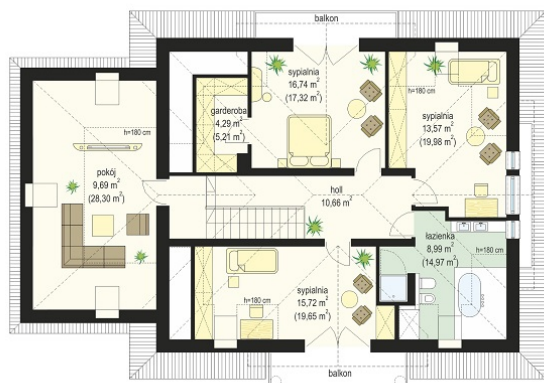 balkon
sypialnia
16,74 m²
(17,32 m²)
garderoba
4,29 m²
(5,21 m²)
h=180 cm
sypialnia
13,57 m²
(19,98 m²)
h=180 cm
pokój
9,69 m²
(28,30 m²)
holl
10,66 m²
łazienka
8,99 m²
(14,97 m²)
h=180 cm
h=180 cm
sypialnia
15,72 m²
(19,65 m²)
balkon